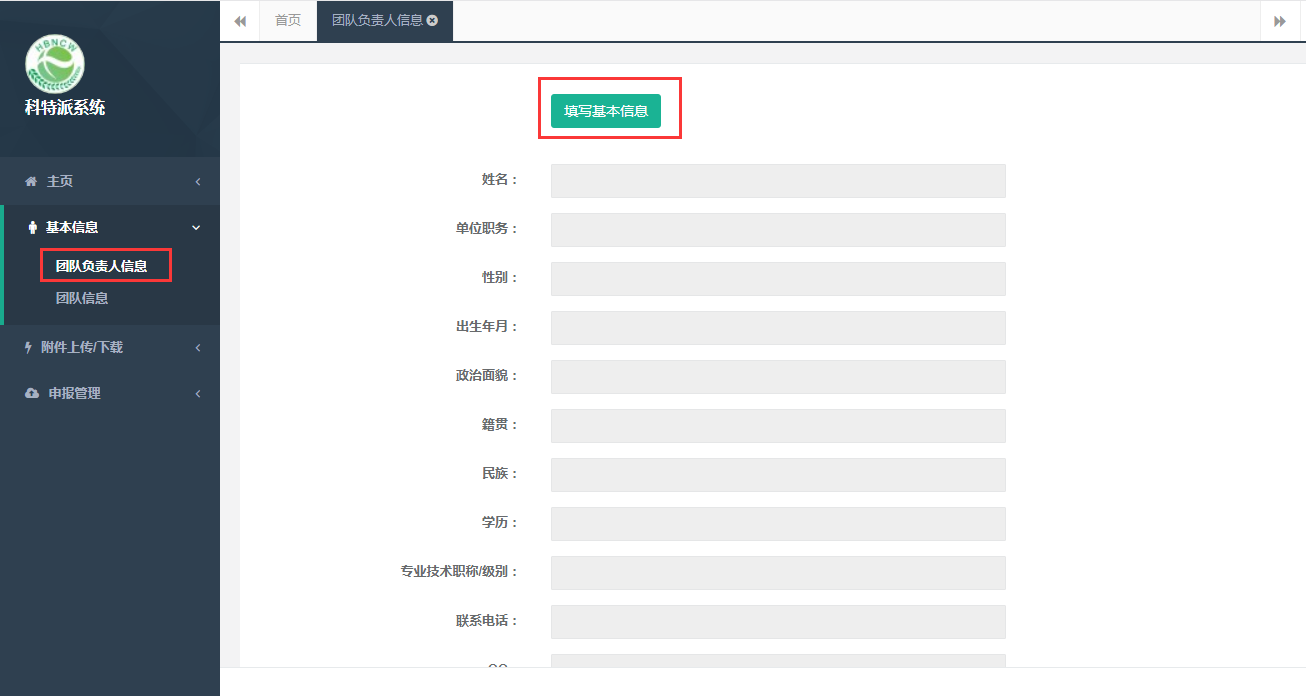 HBNCW
科特派系统
主页
基本信息
团队负责人信息
团队信息
附件上传/下载
申报管理
首页
团队负责人信息
填写基本信息
姓名：
单位职务：
性别：
出生年月：
政治面貌：
籍贯：
民族：
学历：
专业技术职称/级别：
联系电话：